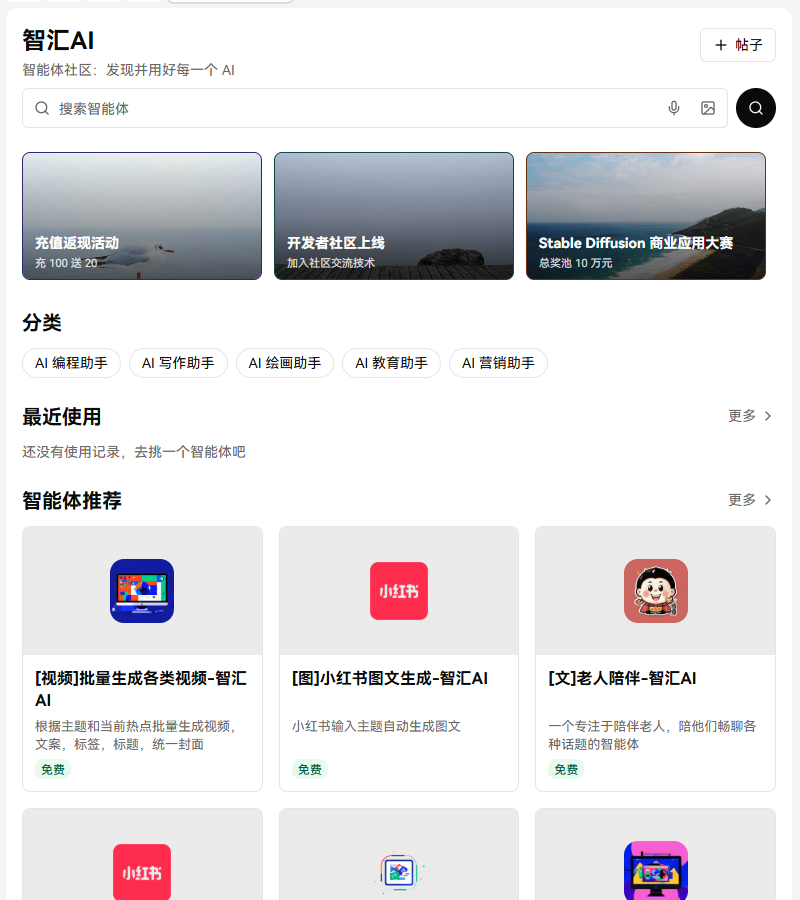 智汇AI
帖子
智能体社区：发现并用好每一个 AI
搜索智能体
充值返现活动
充 100 送 20
开发者社区上线
加入社区交流技术
Stable Diffusion 商业应用大赛
总奖池 10 万元
分类
AI 编程助手
AI 写作助手
AI 绘画助手
AI 教育助手
AI 营销助手
最近使用
更多
还没有使用记录，去挑一个智能体吧
智能体推荐
更多
小红书
[视频]批量生成各类视频-智汇
AI
根据主题和当前热点批量生成视频，
文案，标签，标题，统一封面
免费
[图]小红书图文生成-智汇AI
小红书输入主题自动生成图文
免费
[文]老人陪伴-智汇AI
一个专注于陪伴老人，陪他们畅聊各
种话题的智能体
免费
小红书